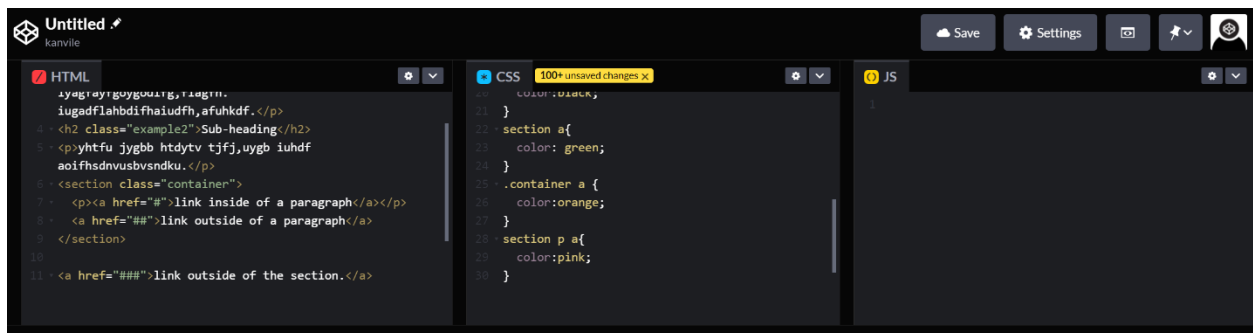 Untitled
kanvile
Save
Settings
HTML
iugadflahbdifhaiudfh,afuhkdf.</p>
4 <h2 class="example2">Sub-heading</h2>
5 <p>yhtfu jygbb htdytv tjfj,uygb iuhdf
aoifhsdnvusbvsndku.</p>
6 <section class="container">
7 <p><a href="#">link inside of a paragraph</a></p>
8 <a href="##">link outside of a paragraph</a>
9 </section>
10
11 <a href="###">link outside of the section.</a>
CSS 100+ unsaved changes x
20 color:black;
21 }
22 section a{
23 color: green;
24 }
25 .container a {
26 color:orange;
27 }
28 section p a{
29 color:pink;
30 }
JS
1